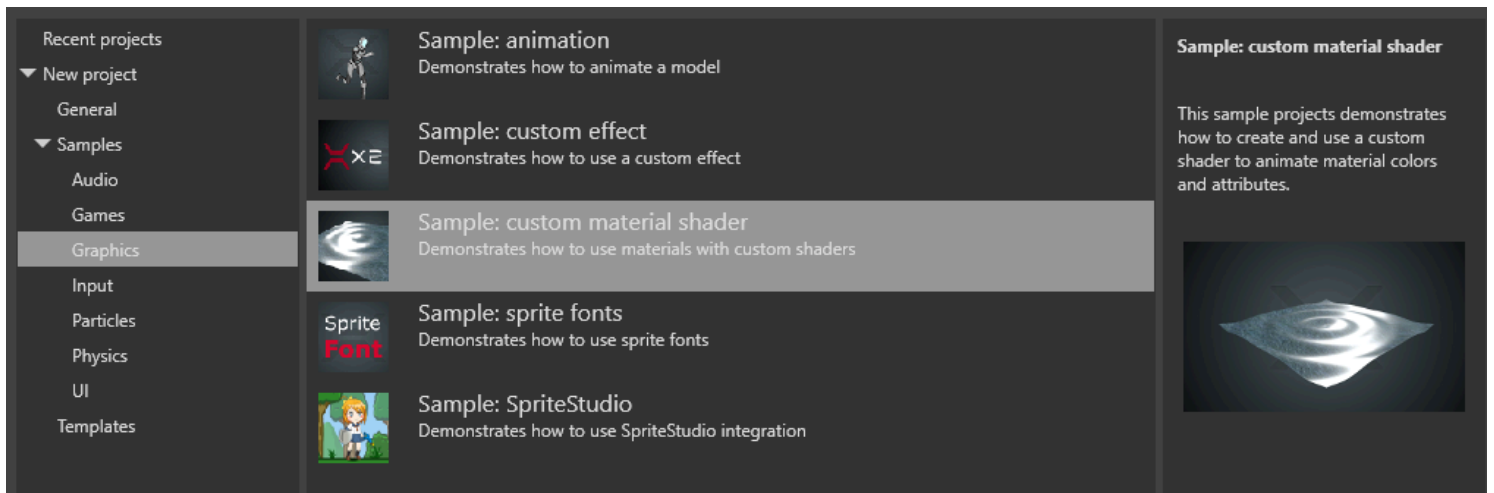 Recent projects
New project
General
Samples
Audio
Games
Graphics
Input
Particles
Physics
UI
Templates
Sample: animation
Demonstrates how to animate a model
Sample: custom effect
Demonstrates how to use a custom effect
Sample: custom material shader
Demonstrates how to use materials with custom shaders
Sprite
Font
Sample: sprite fonts
Demonstrates how to use sprite fonts
Sample: SpriteStudio
Demonstrates how to use SpriteStudio integration
Sample: custom material shader
This sample projects demonstrates
how to create and use a custom
shader to animate material colors
and attributes.